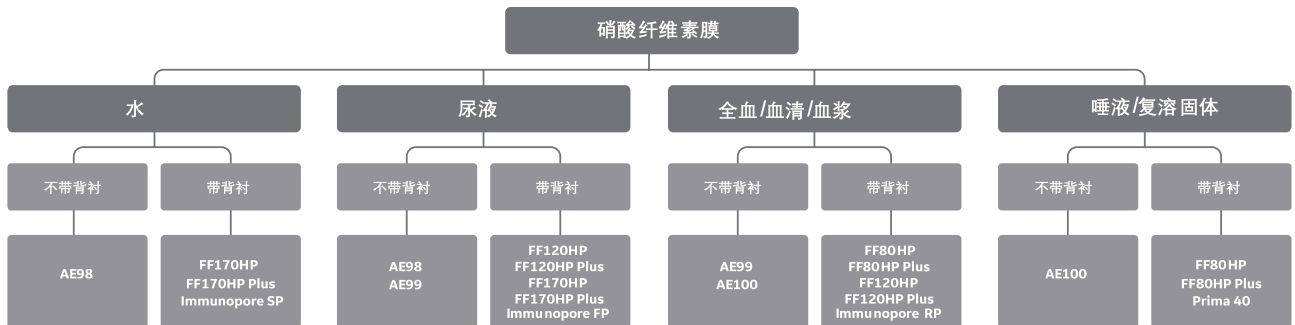 硝酸纤维素膜
水
尿液
全血/血清/血浆
唾液/复溶固体
不带背衬
带背衬
不带背衬
带背衬
不带背衬
带背衬
不带背衬
带背衬
AE98
FF170HP
FF170HP Plus
Immunopore SP
AE98
AE99
FF120HP
FF120HP Plus
FF170HP
FF170HP Plus
Immunopore FP
AE99
AE100
FF80HP
FF80HP Plus
FF120HP
FF120HP Plus
Immunopore RP
AE100
FF80HP
FF80HP Plus
Prima 40